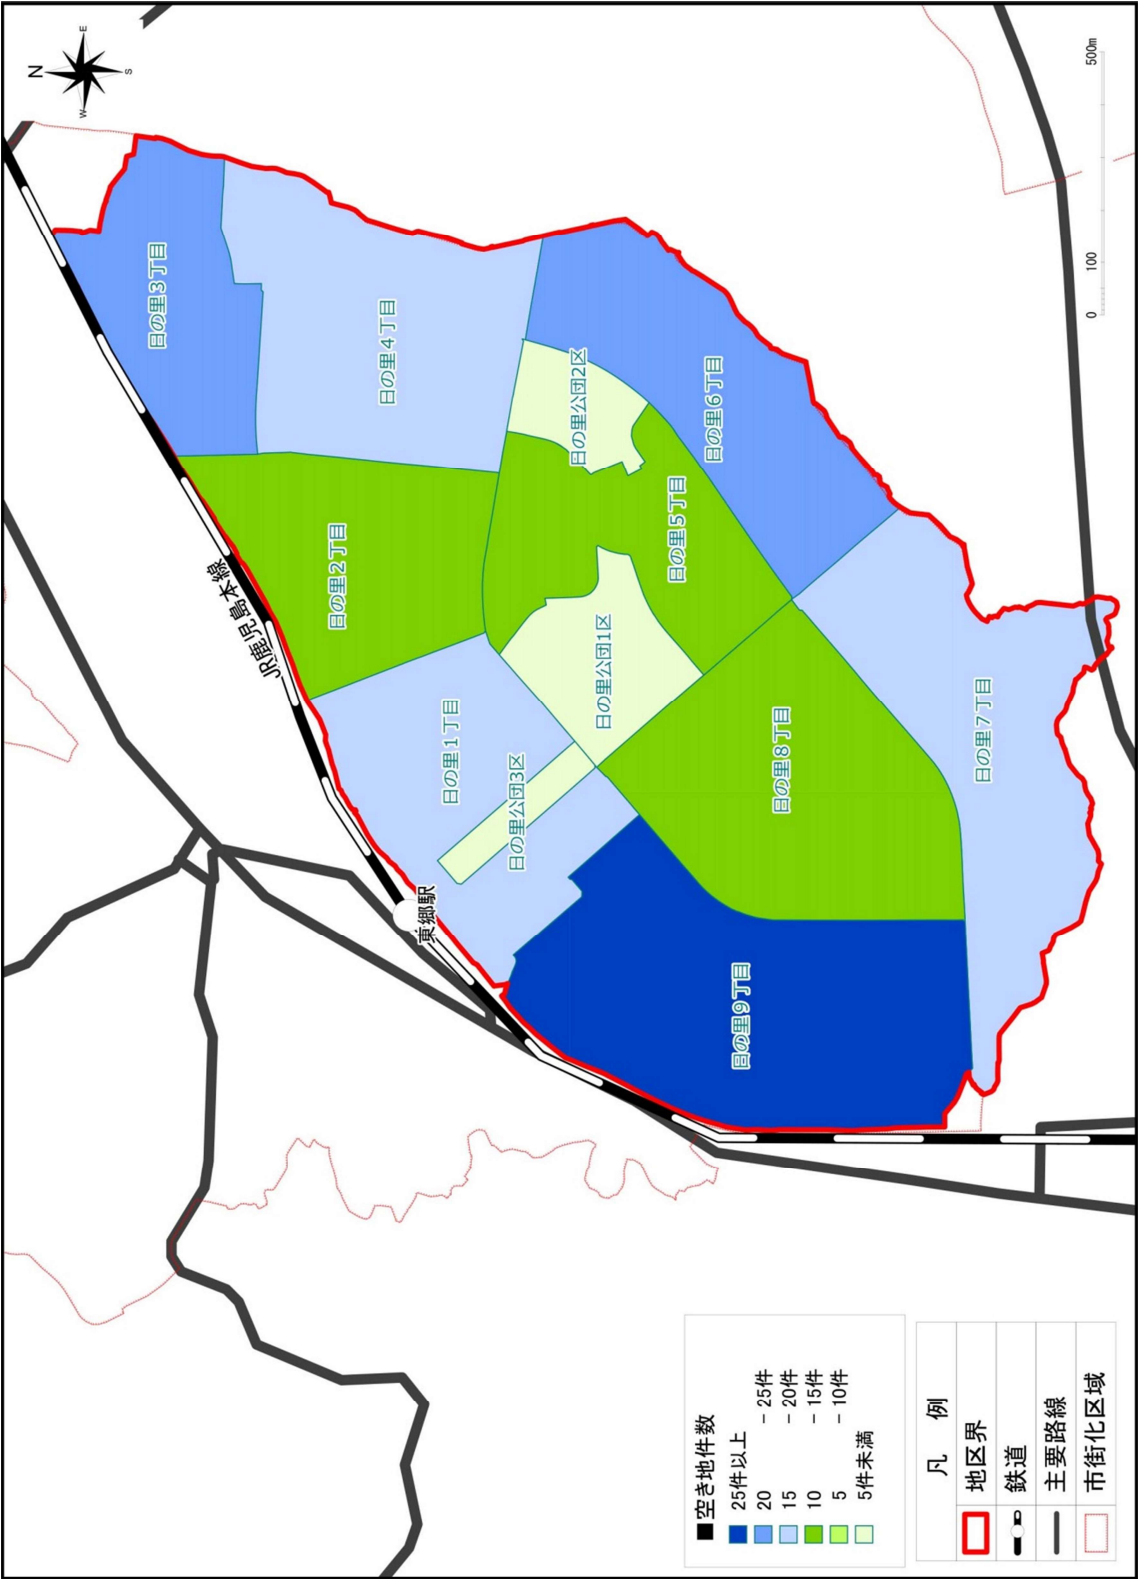 N
E
S
W
500m
100
0
日の里3丁目
日の里4丁目
日の里公団2区
日の里6丁目
日の里2丁目
日の里5丁目
JR鹿児島本線
日の里公団1区
日の里1丁目
日の里公団3区
日の里8丁目
日の里7丁目
東郷駅
日の里9丁目
■空き地件数
25件以上
20 － 25件
15 － 20件
10 － 15件
5 － 10件
5件未満
凡 例
地区界
鉄道
主要路線
市街化区域